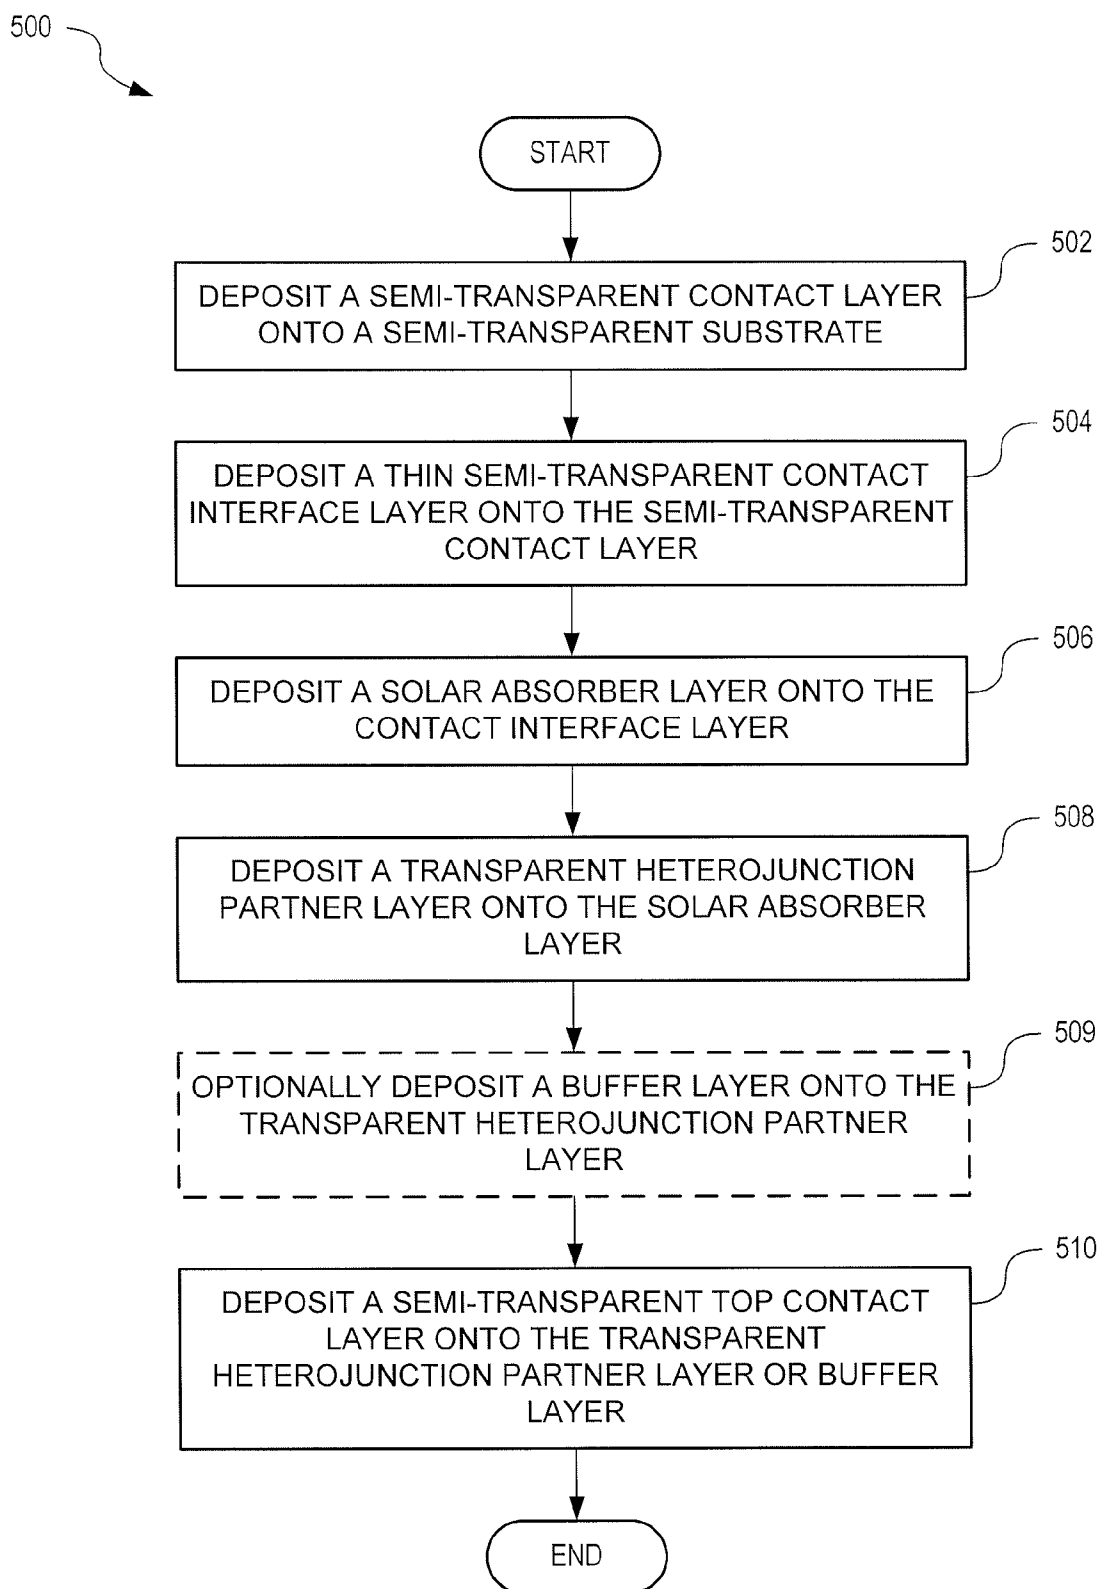 500
START
502
DEPOSIT A SEMI-TRANSPARENT CONTACT LAYER
ONTO A SEMI-TRANSPARENT SUBSTRATE
504
DEPOSIT A THIN SEMI-TRANSPARENT CONTACT
INTERFACE LAYER ONTO THE SEMI-TRANSPARENT
CONTACT LAYER
506
DEPOSIT A SOLAR ABSORBER LAYER ONTO THE
CONTACT INTERFACE LAYER
508
DEPOSIT A TRANSPARENT HETEROJUNCTION
PARTNER LAYER ONTO THE SOLAR ABSORBER
LAYER
509
OPTIONALLY DEPOSIT A BUFFER LAYER ONTO THE
TRANSPARENT HETEROJUNCTION PARTNER
LAYER
510
DEPOSIT A SEMI-TRANSPARENT TOP CONTACT
LAYER ONTO THE TRANSPARENT
HETEROJUNCTION PARTNER LAYER OR BUFFER
LAYER
END